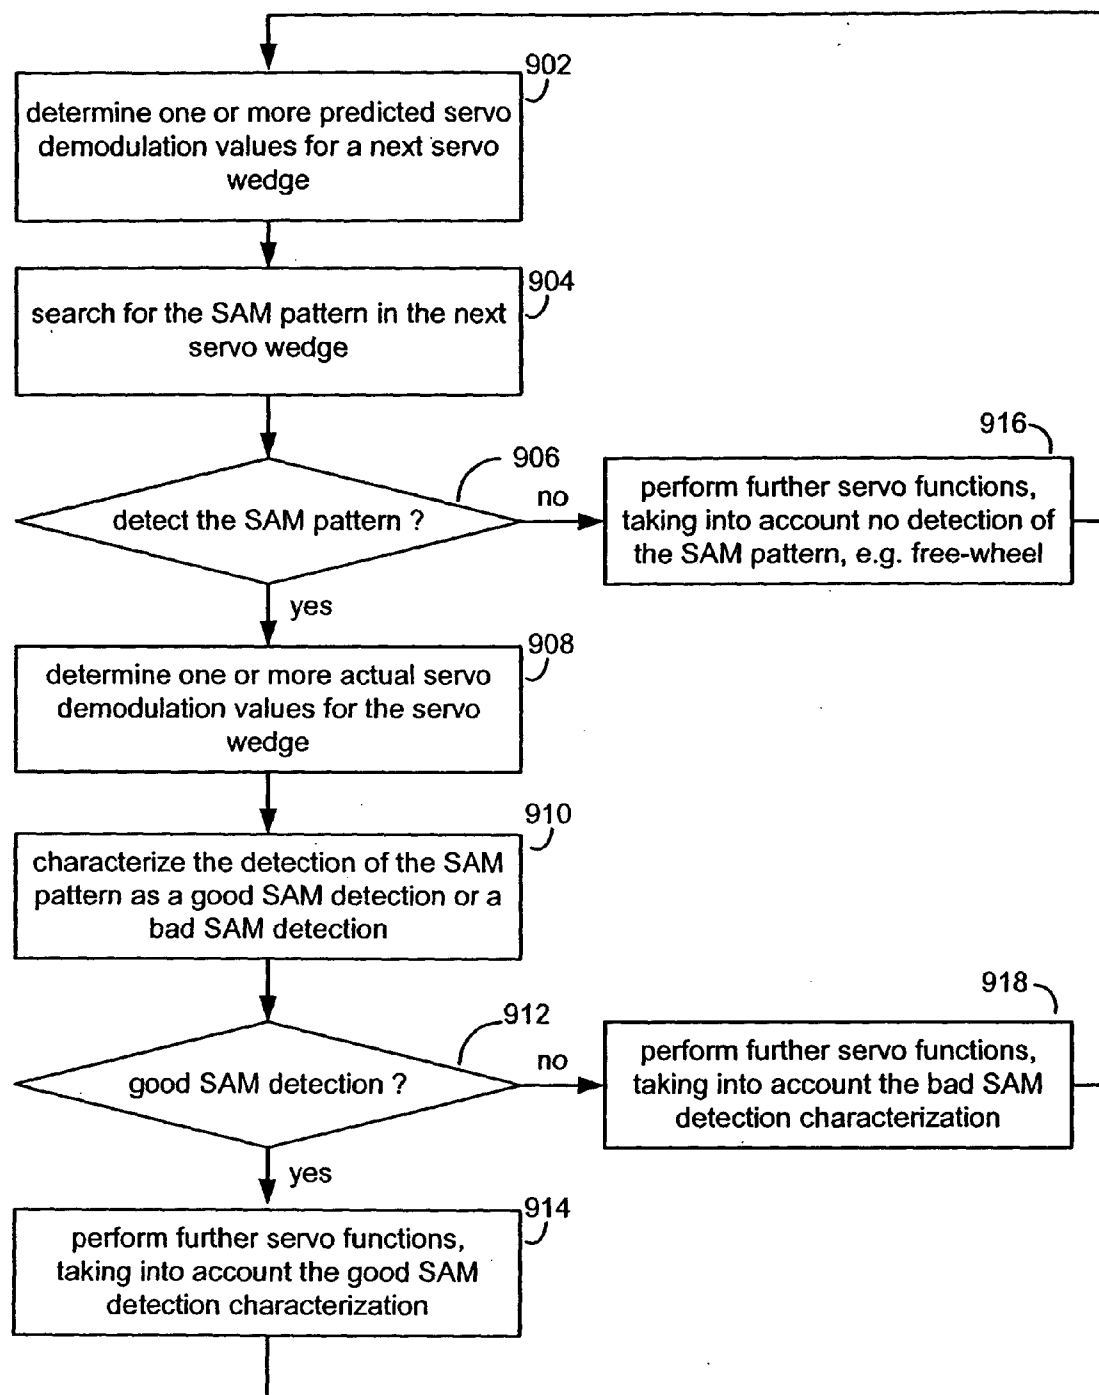 902
determine one or more predicted servo
demodulation values for a next servo
wedge
904
search for the SAM pattern in the next
servo wedge
906
detect the SAM pattern ?
no
916
perform further servo functions,
taking into account no detection of
the SAM pattern, e.g. free-wheel
yes
908
determine one or more actual servo
demodulation values for the servo
wedge
910
characterize the detection of the SAM
pattern as a good SAM detection or a
bad SAM detection
912
good SAM detection ?
no
918
perform further servo functions,
taking into account the bad SAM
detection characterization
yes
914
perform further servo functions,
taking into account the good SAM
detection characterization